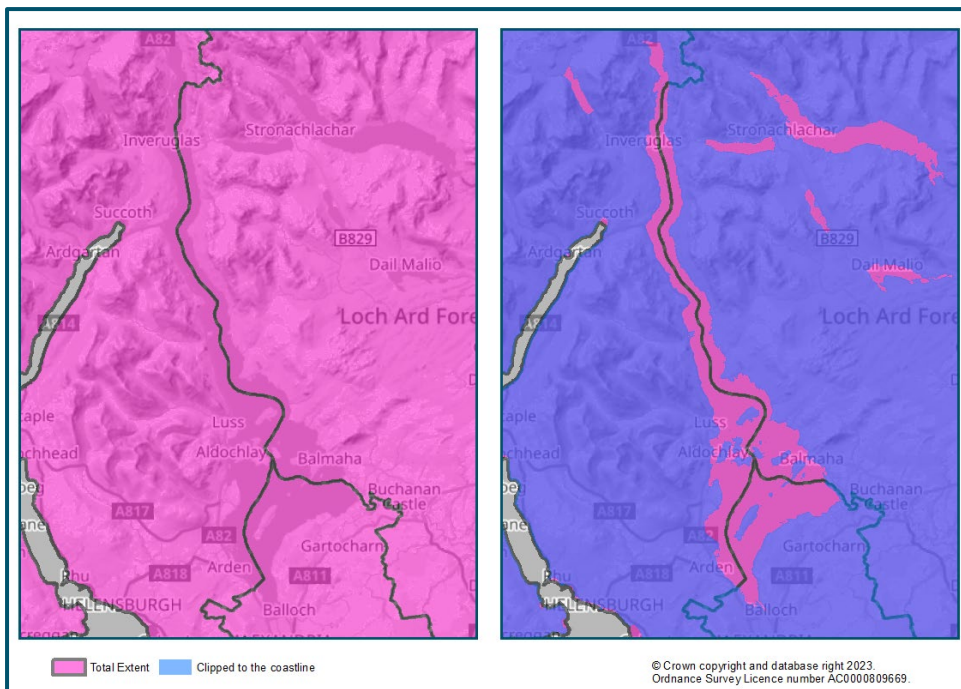 A82
Stronachlachar
Inveruglas
Succoth
Ardgartan
B829
Dail Malio
A814
Loch Ard Fore
Luss
Aldochlay
Balmaha
Buchanan
Castle
A817
A82
Gartocharn
Arden
A818
A811
Rhu
HELENSBURGH
Balloch
Stronachlachar
Inveruglas
Succoth
Ardgartan
B829
Dail Malio
A814
Loch Ard Fore
Luss
Aldochlay
Balmaha
Buchanan
Castle
A817
Gartocharn
Arden
A818
A811
Rhu
HELENSBURGH
Balloch
Total Extent
Clipped to the coastline
© Crown copyright and database right 2023.
Ordnance Survey Licence number AC0000809669.